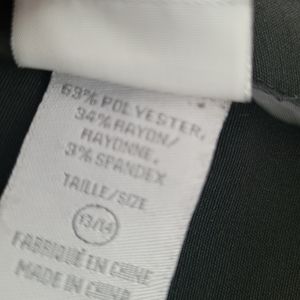 63% POLYESTER,
34% RAYON/
RAYONNE,
3% SPANDEX
TAILLE/SIZE
13/14
FABRIQUÉ EN CHINE
MADE IN CHINA